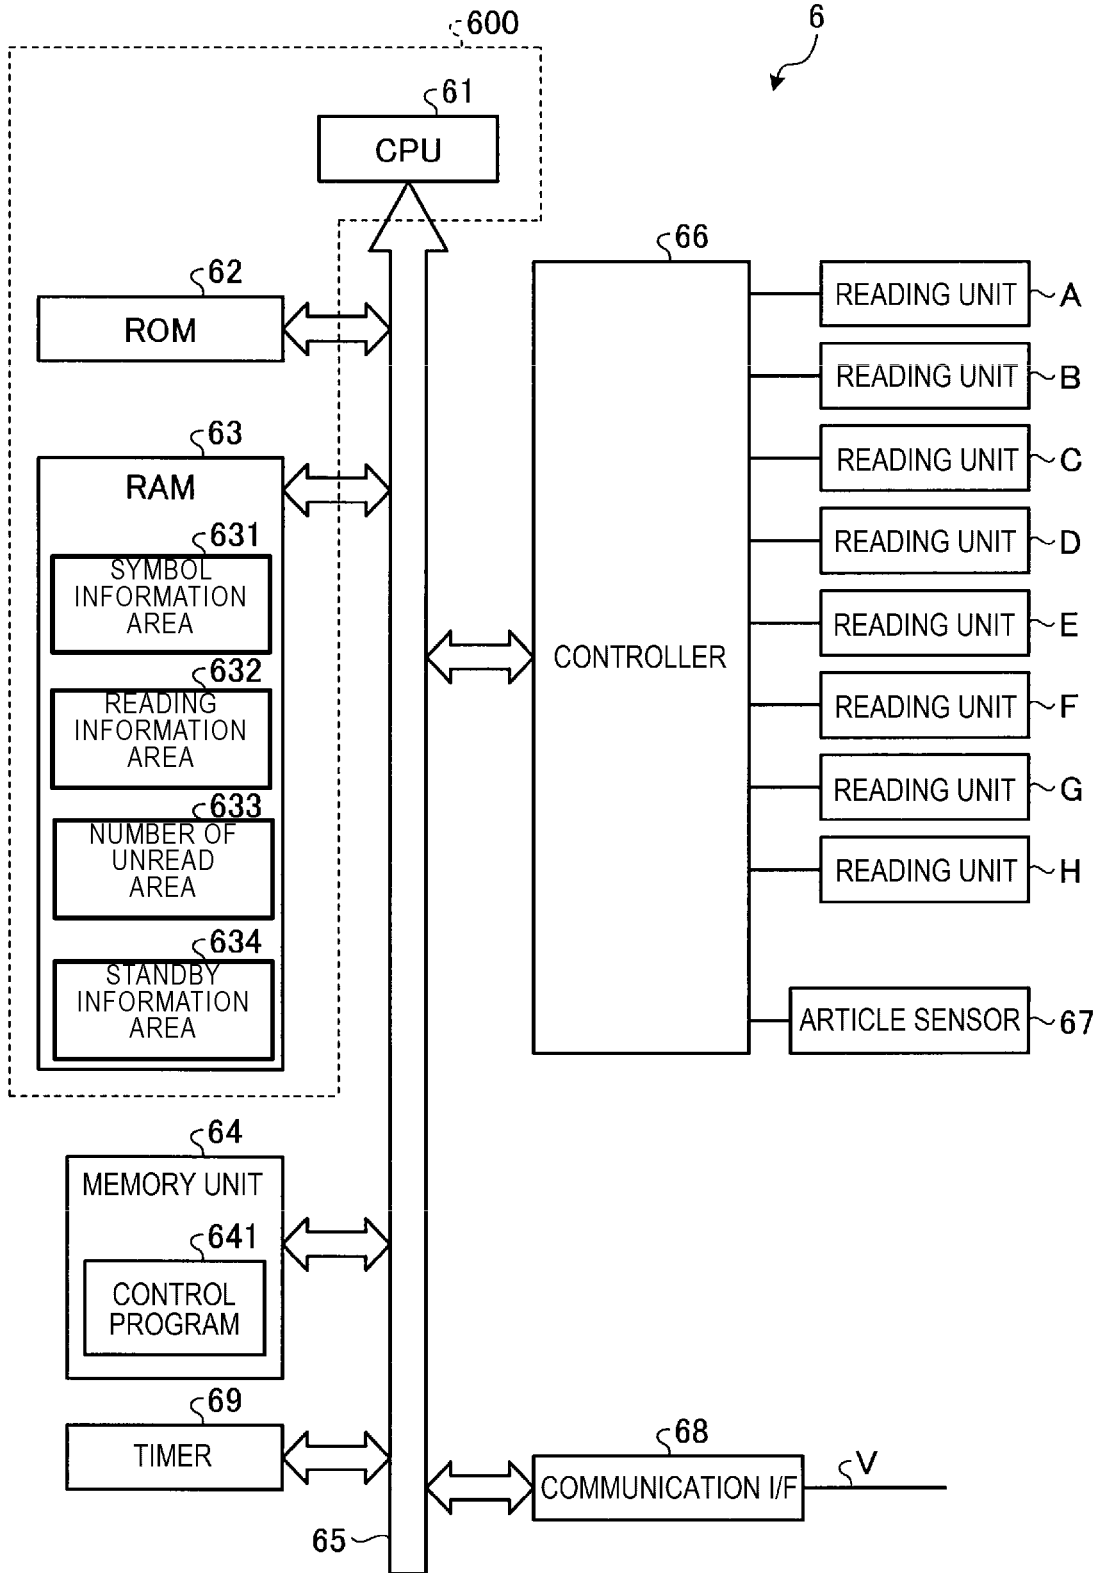 600
6
61
CPU
62
ROM
63
RAM
631
SYMBOL
INFORMATION
AREA
632
READING
INFORMATION
AREA
633
NUMBER OF
UNREAD
AREA
634
STANDBY
INFORMATION
AREA
64
MEMORY UNIT
641
CONTROL
PROGRAM
69
TIMER
65
66
CONTROLLER
READING UNIT A
READING UNIT B
READING UNIT C
READING UNIT D
READING UNIT E
READING UNIT F
READING UNIT G
READING UNIT H
ARTICLE SENSOR 67
68
COMMUNICATION I/F
V